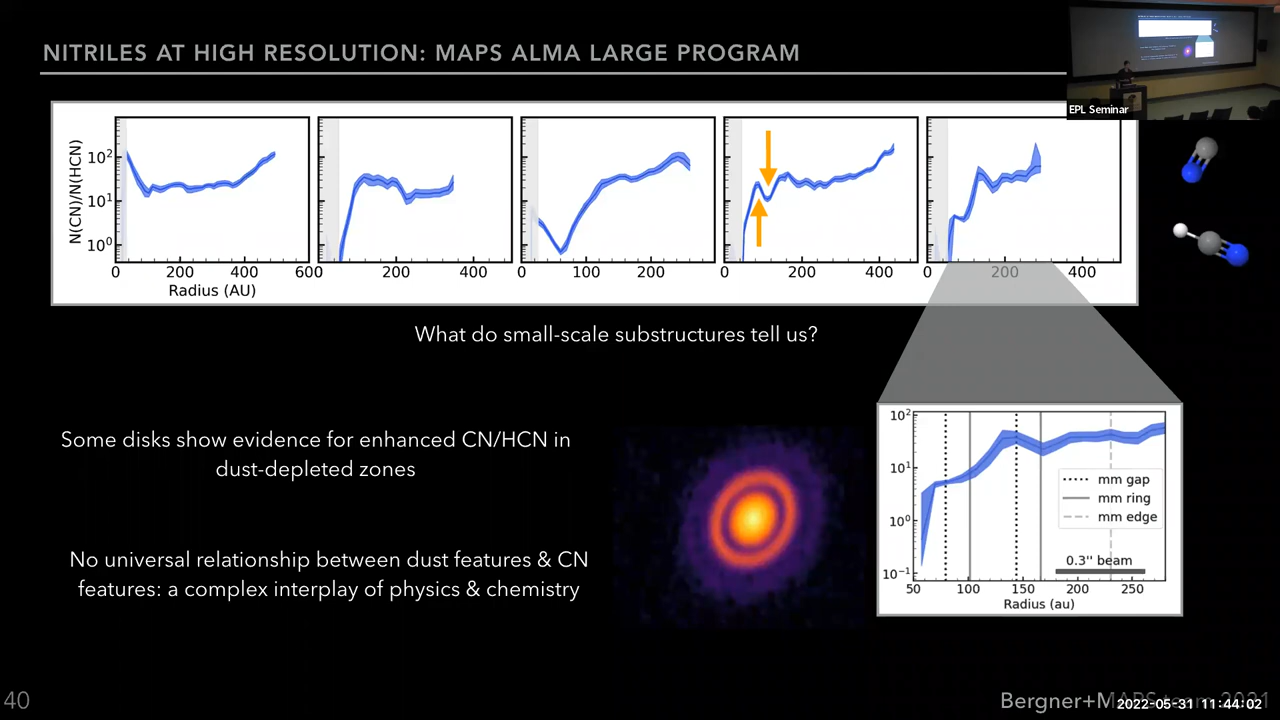 NITRILES AT HIGH RESOLUTION: MAPS ALMA LARGE PROGRAM
EPL Seminar
N(CN)/N(HCN)
10²
10¹
10⁰
0 200 400 600
0 200 400
0 100 200
0 200 400
0 200 400
Radius (AU)
What do small-scale substructures tell us?
Some disks show evidence for enhanced CN/HCN in
dust-depleted zones
No universal relationship between dust features & CN
features: a complex interplay of physics & chemistry
10²
10¹
10⁰
10⁻¹
mm gap
mm ring
mm edge
0.3'' beam
50 100 150 200 250
Radius (au)
40
Bergner+MAPS team 2021
2022-05-31 11:44:02